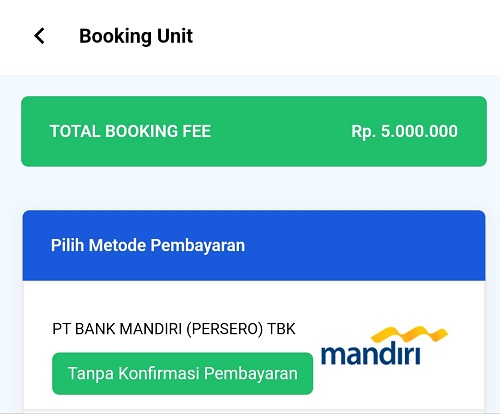 Booking Unit
TOTAL BOOKING FEE Rp. 5.000.000
Pilih Metode Pembayaran
PT BANK MANDIRI (PERSERO) TBK
mandırı
Tanpa Konfirmasi Pembayaran